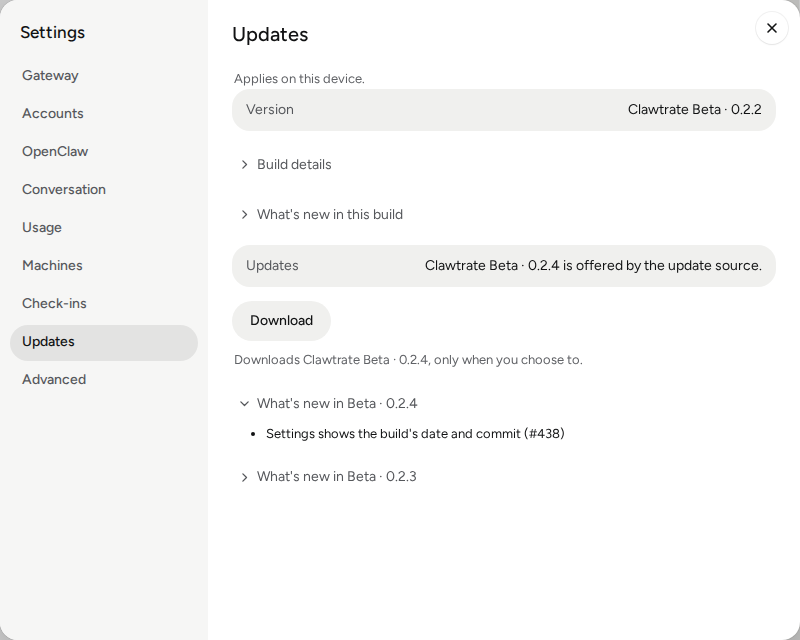 Settings
Gateway
Accounts
OpenClaw
Conversation
Usage
Machines
Check-ins
Updates
Advanced
Updates
Applies on this device.
Version Clawtrate Beta · 0.2.2
Build details
What's new in this build
Updates Clawtrate Beta · 0.2.4 is offered by the update source.
Download
Downloads Clawtrate Beta · 0.2.4, only when you choose to.
What's new in Beta · 0.2.4
• Settings shows the build's date and commit (#438)
What's new in Beta · 0.2.3